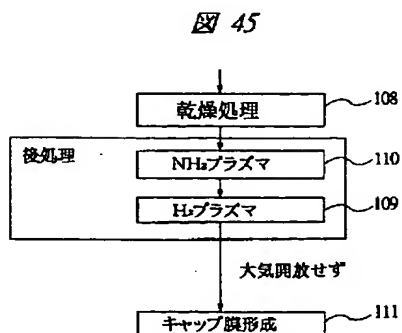 図 45
乾燥処理 108
後処理
NH₃プラズマ 110
H₂プラズマ 109
大気開放せず
キャップ膜形成 111